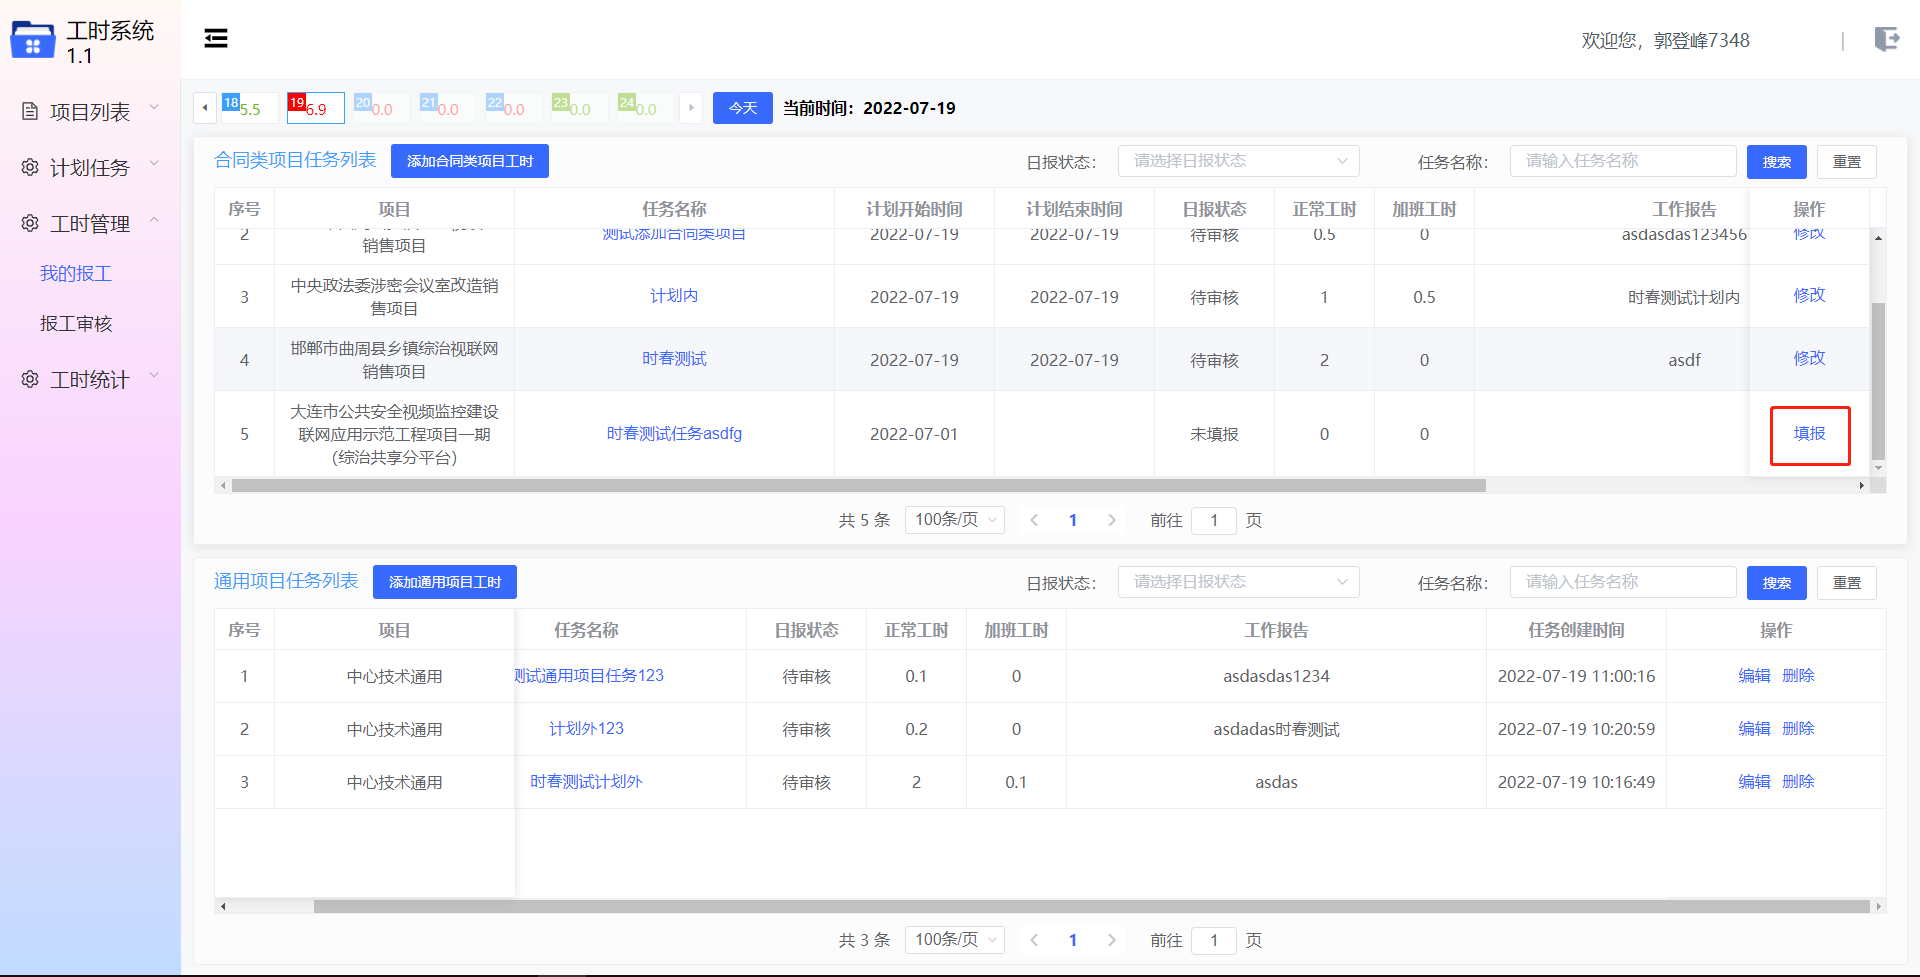 工时系统
1.1
欢迎您，郭登峰7348
项目列表
计划任务
工时管理
我的报工
报工审核
工时统计
18 5.5 19 6.9 20 0.0 21 0.0 22 0.0 23 0.0 24 0.0 今天 当前时间：2022-07-19
合同类项目任务列表 添加合同类项目工时 日报状态： 请选择日报状态 任务名称： 请输入任务名称 搜索 重置
序号 项目 任务名称 计划开始时间 计划结束时间 日报状态 正常工时 加班工时 工作报告 操作
2 测试添加合同类项目 2022-07-19 2022-07-19 待审核 0.5 0 asdasdas123456 修改
销售项目
中央政法委涉密会议室改造销
3 计划内 2022-07-19 2022-07-19 待审核 1 0.5 时春测试计划内 修改
售项目
邯郸市曲周县乡镇综治视联网
4 时春测试 2022-07-19 2022-07-19 待审核 2 0 asdf 修改
销售项目
大连市公共安全视频监控建设
5 联网应用示范工程项目一期 时春测试任务asdfg 2022-07-01 未填报 0 0 填报
（综治共享分平台）
共 5 条 100条/页 1 前往 1 页
通用项目任务列表 添加通用项目工时 日报状态： 请选择日报状态 任务名称： 请输入任务名称 搜索 重置
序号 项目 任务名称 日报状态 正常工时 加班工时 工作报告 任务创建时间 操作
1 中心技术通用 测试通用项目任务123 待审核 0.1 0 asdasdas1234 2022-07-19 11:00:16 编辑 删除
2 中心技术通用 计划外123 待审核 0.2 0 asdadas时春测试 2022-07-19 10:20:59 编辑 删除
3 中心技术通用 时春测试计划外 待审核 2 0.1 asdas 2022-07-19 10:16:49 编辑 删除
共 3 条 100条/页 1 前往 1 页